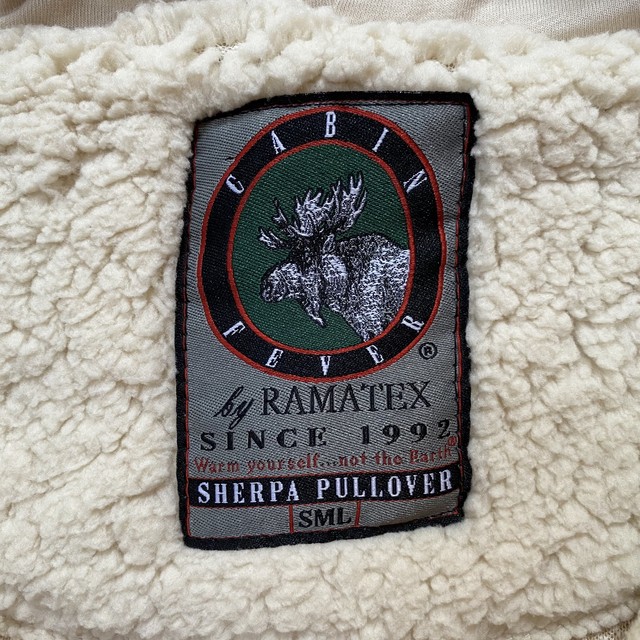 CABIN
FEVER
®
by RAMATEX
SINCE 1992
Warm yourself...not the Earth®
SHERPA PULLOVER
SML